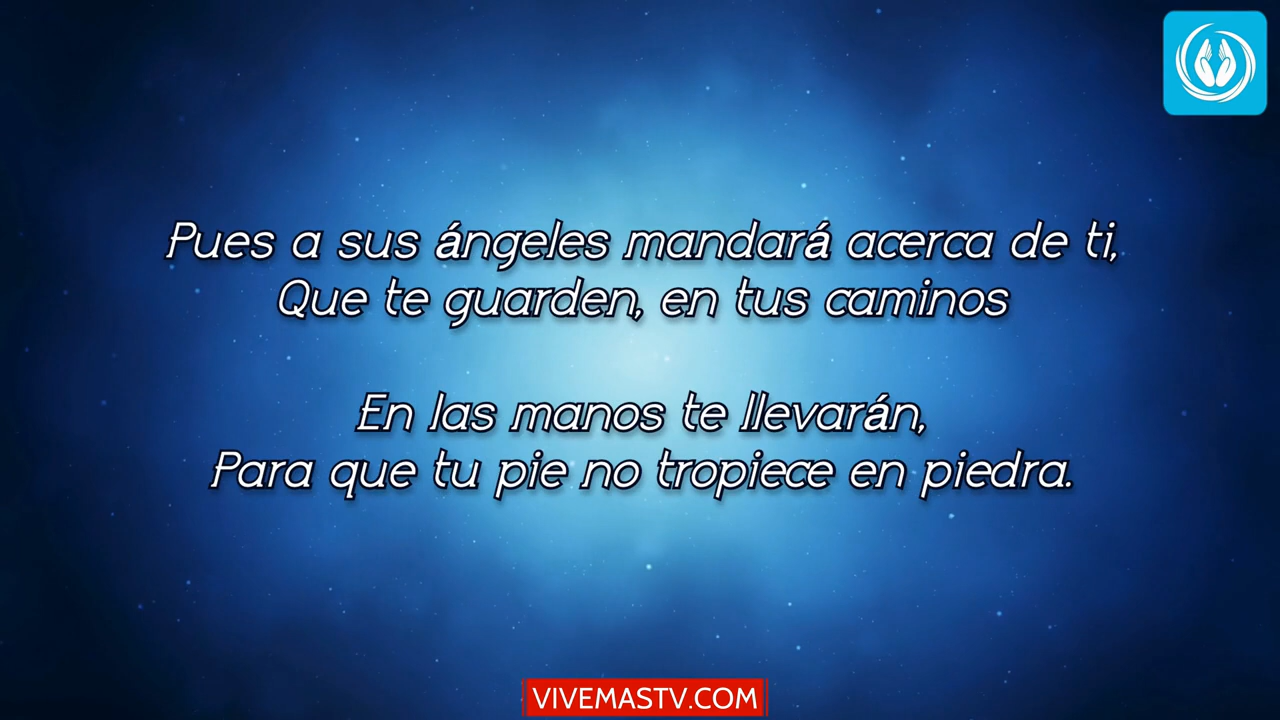 Pues a sus ángeles mandará acerca de ti,
Que te guarden, en tus caminos
En las manos te llevarán,
Para que tu pie no tropiece en piedra.
VIVEMASTV.COM